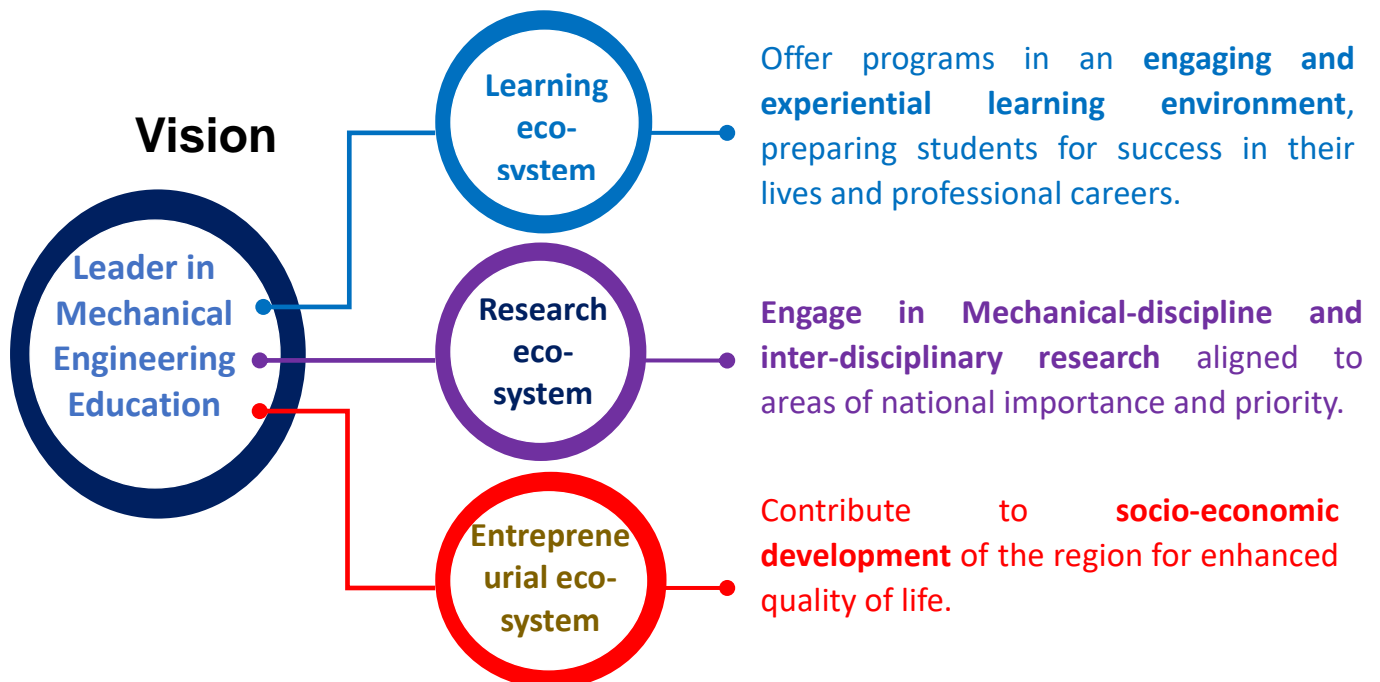 Vision
Leader in
Mechanical
Engineering
Education
Learning
eco-
system
Offer programs in an engaging and
experiential learning environment,
preparing students for success in their
lives and professional careers.
Research
eco-
system
Engage in Mechanical-discipline and
inter-disciplinary research aligned to
areas of national importance and priority.
Entreprene
urial eco-
system
Contribute to socio-economic
development of the region for enhanced
quality of life.